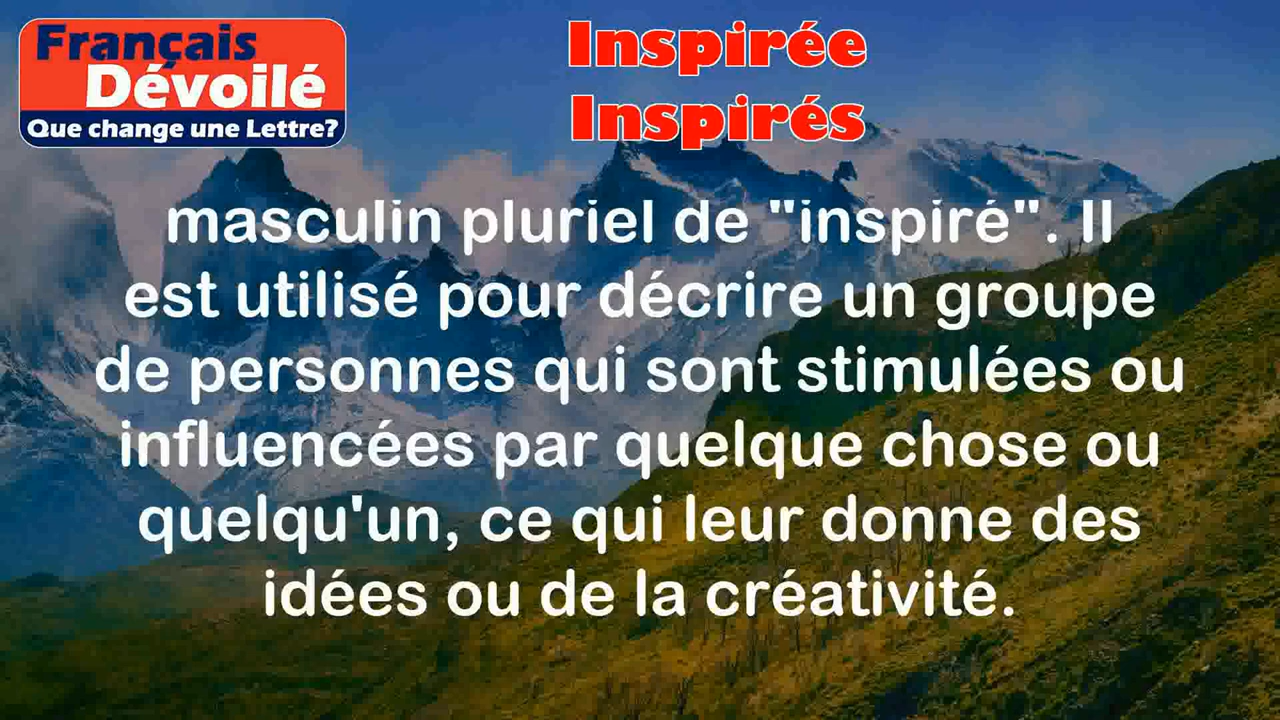 Français
Dévoilé
Que change une Lettre?
Inspirée
Inspirés
masculin pluriel de "inspiré". Il
est utilisé pour décrire un groupe
de personnes qui sont stimulées ou
influencées par quelque chose ou
quelqu'un, ce qui leur donne des
idées ou de la créativité.